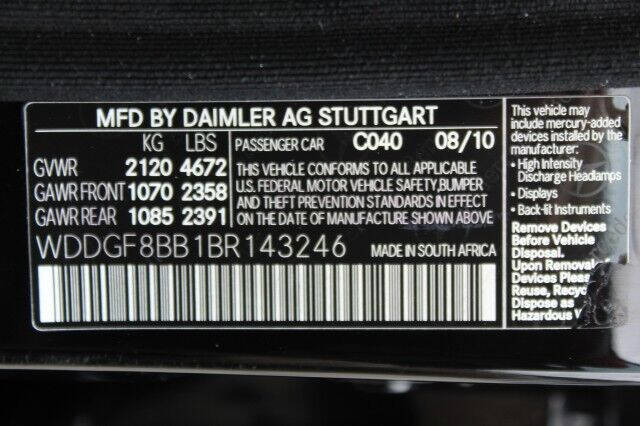 MFD BY DAIMLER AG STUTTGART
KG LBS
GVWR 2120 4672
GAWR FRONT 1070 2358
GAWR REAR 1085 2391
PASSENGER CAR C040 08/10
THIS VEHICLE CONFORMS TO ALL APPLICABLE
U.S. FEDERAL MOTOR VEHICLE SAFETY,BUMPER
AND THEFT PREVENTION STANDARDS IN EFFECT
ON THE DATE OF MANUFACTURE SHOWN ABOVE
WDDGF8BB1BR143246 MADE IN SOUTH AFRICA
This vehicle may
include mercury-added
devices installed by the
manufacturer:
• High Intensity
Discharge Headlamps
• Displays
• Back-lit Instruments
Remove Devices
Before Vehicle
Disposal.
Upon Removal
Devices Pleas
Reuse, Recyc
Dispose as
Hazardous